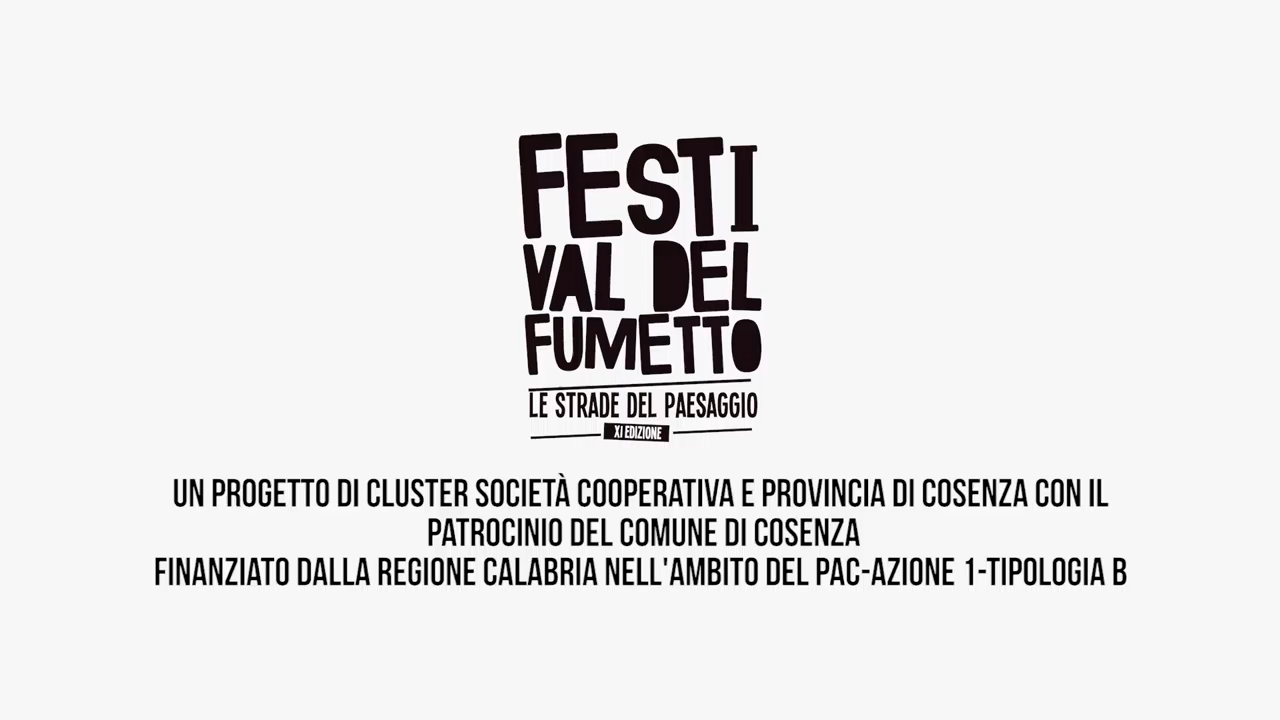 FESTI
VAL DEL
FUMETTO
LE STRADE DEL PAESAGGIO
XI EDIZIONE
UN PROGETTO DI CLUSTER SOCIETÀ COOPERATIVA E PROVINCIA DI COSENZA CON IL
PATROCINIO DEL COMUNE DI COSENZA
FINANZIATO DALLA REGIONE CALABRIA NELL'AMBITO DEL PAC-AZIONE 1-TIPOLOGIA B